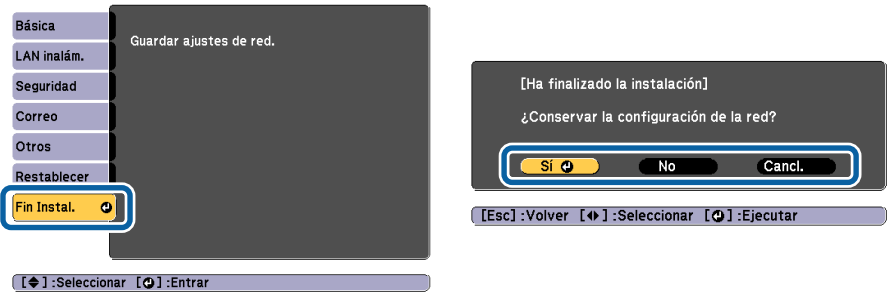 Básica
LAN inalám.
Seguridad
Correo
Otros
Restablecer
Fin Instal.
Guardar ajustes de red.
[ ] :Seleccionar [ ] :Entrar
[Ha finalizado la instalación]
¿Conservar la configuración de la red?
Sí No Cancl.
[Esc] :Volver [ ] :Seleccionar [ ] :Ejecutar